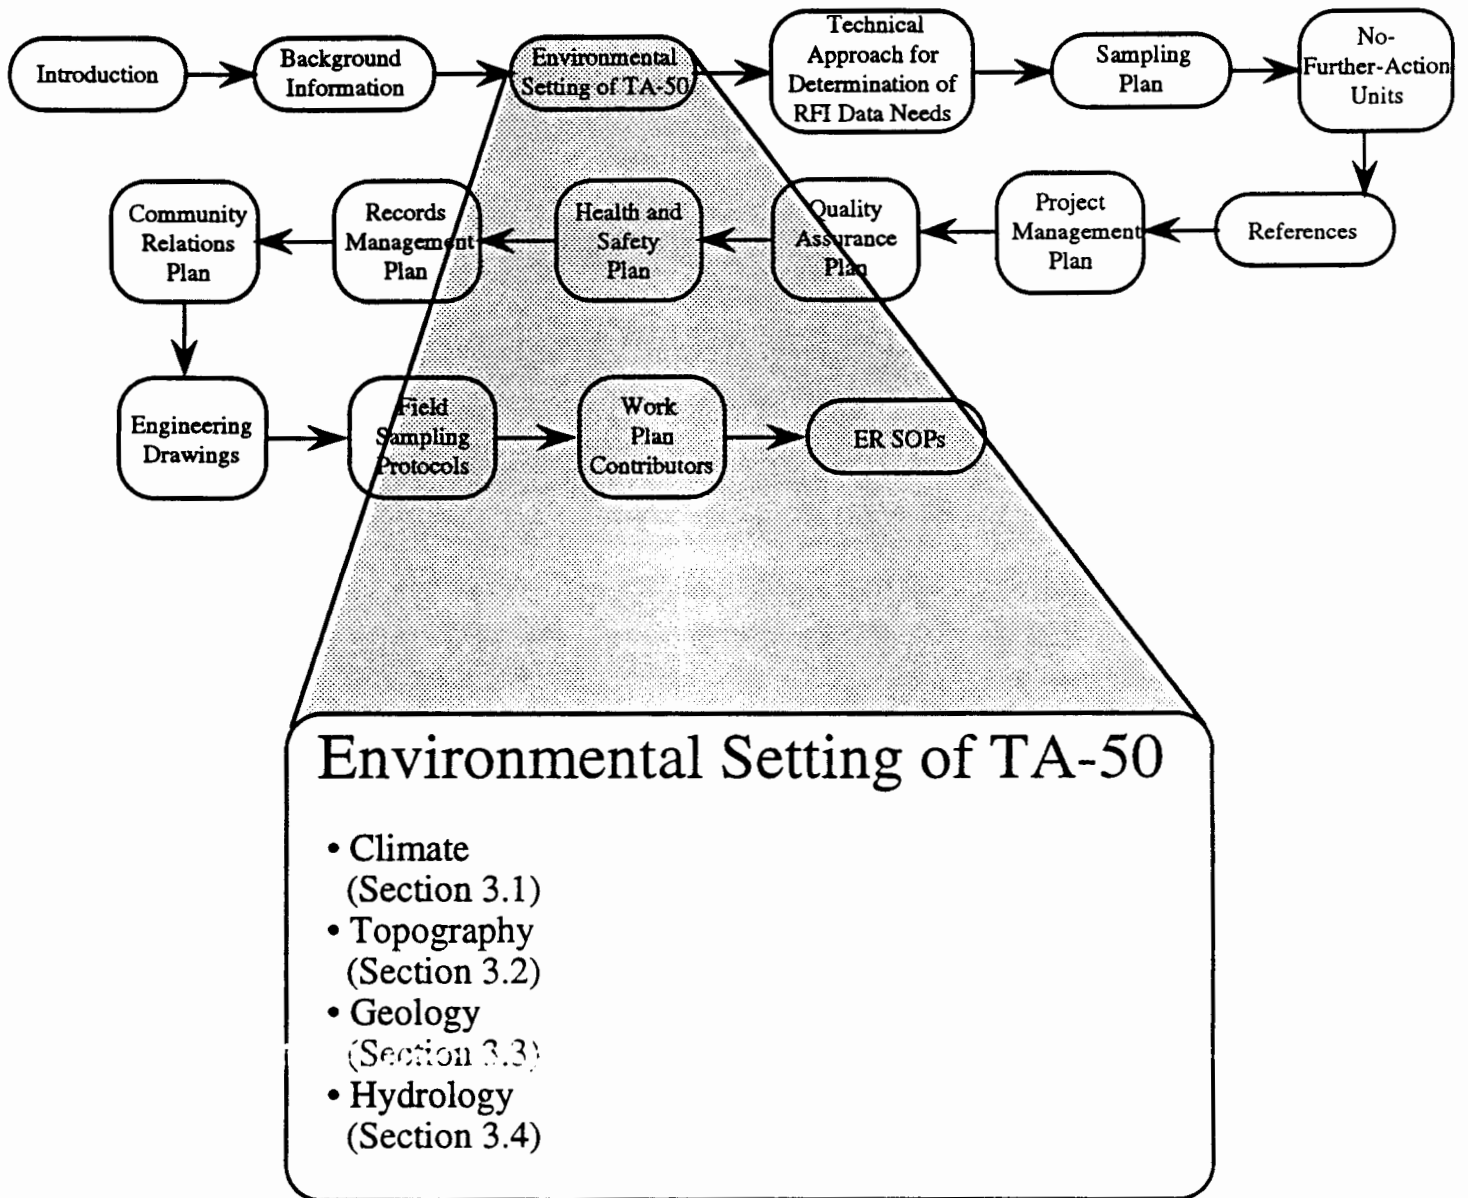 Introduction
Background
Information
Environmental
Setting of TA-50
Technical
Approach for
Determination of
RFI Data Needs
Sampling
Plan
No-
Further-Action
Units
References
Project
Management
Plan
Quality
Assurance
Plan
Health and
Safety
Plan
Records
Management
Plan
Community
Relations
Plan
Engineering
Drawings
Field
Sampling
Protocols
Work
Plan
Contributors
ER SOPs
Environmental Setting of TA-50
• Climate
(Section 3.1)
• Topography
(Section 3.2)
• Geology
(Section 3.3)
• Hydrology
(Section 3.4)